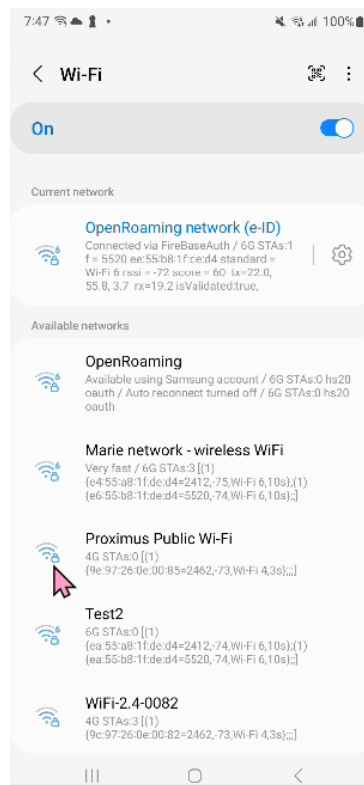 7:47
100%
Wi-Fi
On
Current network
OpenRoaming network (e-ID)
Connected via FireBaseAuth / 6G STAs:1
f = 5520 ee:55:b8:1f:ce:d4 standard =
Wi-Fi 6 rssi = -72 score = 60 tx=22.0,
55.8, 3.7 rx=19.2 isValidated:true,
Available networks
OpenRoaming
Available using Samsung account / 6G STAs:0 hs20
oauth / Auto reconnect turned off / 6G STAs:0 hs20
oauth
Marie network - wireless WiFi
Very fast / 6G STAs:3 [(1)
{e4:55:a8:1f:de:d4=2412,-75,Wi-Fi 6,10s};(1)
{e6:55:b8:1f:de:d4=5520,-74,Wi-Fi 6,10s};;]
Proximus Public Wi-Fi
4G STAs:0 [(1)
{9e:97:26:0e:00:85=2462,-73,Wi-Fi 4,3s};;;]
Test2
6G STAs:0 [(1)
{ea:55:a8:1f:de:d4=2412,-74,Wi-Fi 6,10s};(1)
{ea:55:b8:1f:de:d4=5520,-74,Wi-Fi 6,10s};;]
WiFi-2.4-0082
4G STAs:3 [(1)
{9c:97:26:0e:00:82=2462,-73,Wi-Fi 4,3s};;;]